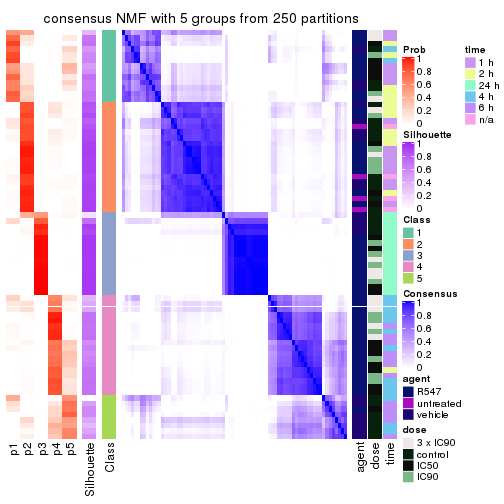 consensus NMF with 5 groups from 250 partitions
Prob
1
0.8
0.6
0.4
0.2
0
time
1 h
2 h
24 h
4 h
6 h
n/a
Silhouette
1
0.8
0.6
0.4
0.2
0
Class
1
2
3
4
5
Consensus
1
0.8
0.6
0.4
0.2
0
agent
R547
untreated
vehicle
dose
3 x IC90
control
IC50
IC90
p1
p2
p3
p4
p5
Silhouette
Class
agent
dose
time